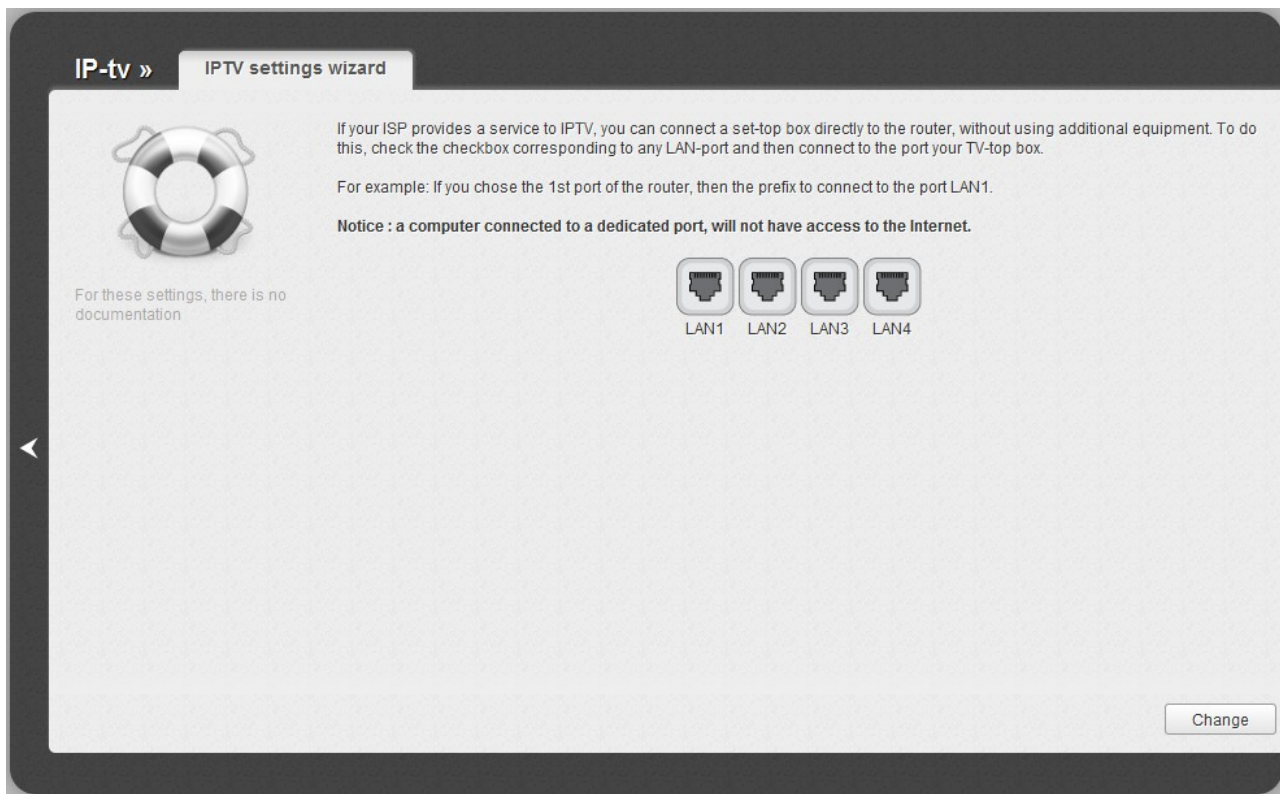 IP-tv »
IPTV settings wizard
If your ISP provides a service to IPTV, you can connect a set-top box directly to the router, without using additional equipment. To do
this, check the checkbox corresponding to any LAN-port and then connect to the port your TV-top box.
For example: If you chose the 1st port of the router, then the prefix to connect to the port LAN1.
Notice : a computer connected to a dedicated port, will not have access to the Internet.
For these settings, there is no
documentation
LAN1 LAN2 LAN3 LAN4
Change